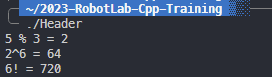 ~/2023-RobotLab-Cpp-Training
./Header
5 % 3 = 2
2^6 = 64
6! = 720